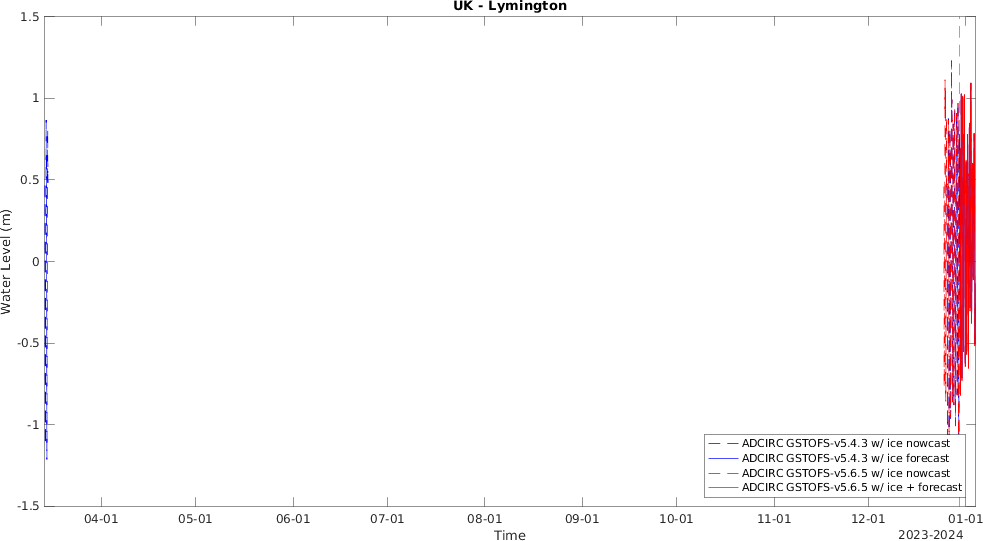 UK - Lymington
1.5
1
0.5
0
-0.5
-1
-1.5
Water Level (m)
ADCIRC GSTOFS-v5.4.3 w/ ice nowcast
ADCIRC GSTOFS-v5.4.3 w/ ice forecast
ADCIRC GSTOFS-v5.6.5 w/ ice nowcast
ADCIRC GSTOFS-v5.6.5 w/ ice + forecast
04-01 05-01 06-01 07-01 08-01 09-01 10-01 11-01 12-01 01-01
Time
2023-2024